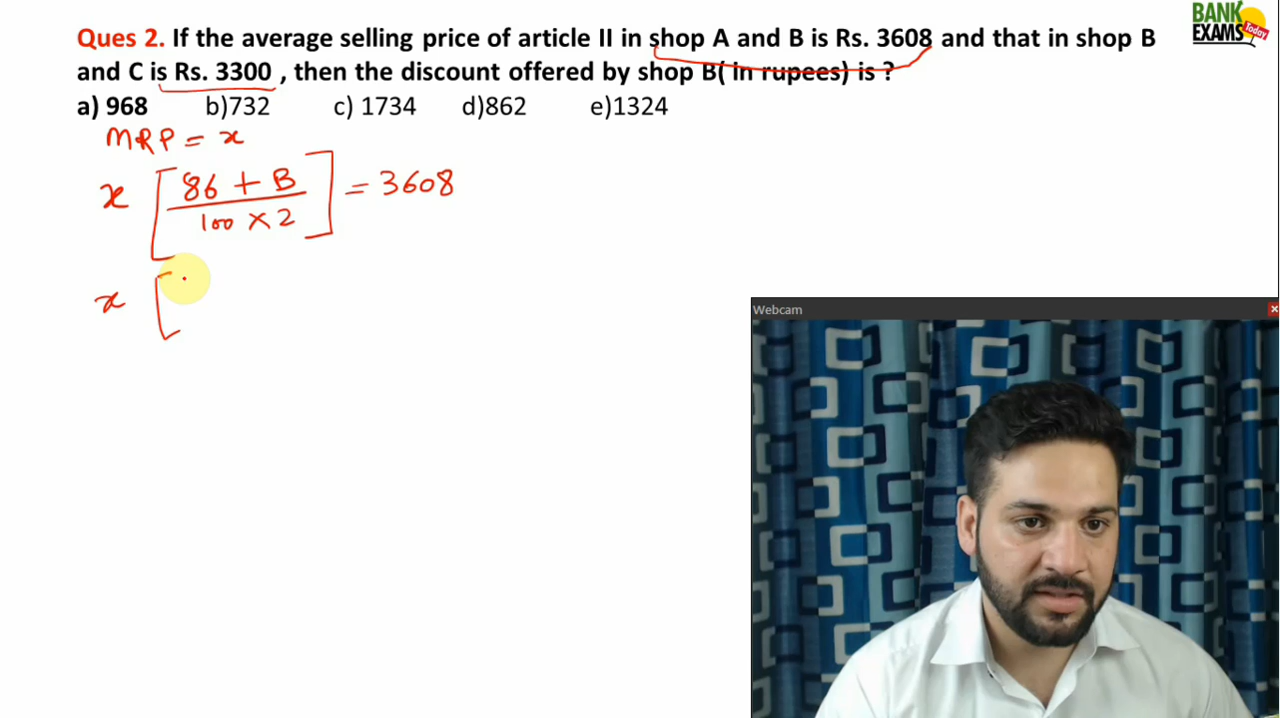 BANK
EXAMS Today
Ques 2. If the average selling price of article II in shop A and B is Rs. 3608 and that in shop B
and C is Rs. 3300 , then the discount offered by shop B( in rupees) is ?
a) 968 b)732 c) 1734 d)862 e)1324
MRP = x
x [ 86 + B / 100 × 2 ] = 3608
x [
Webcam